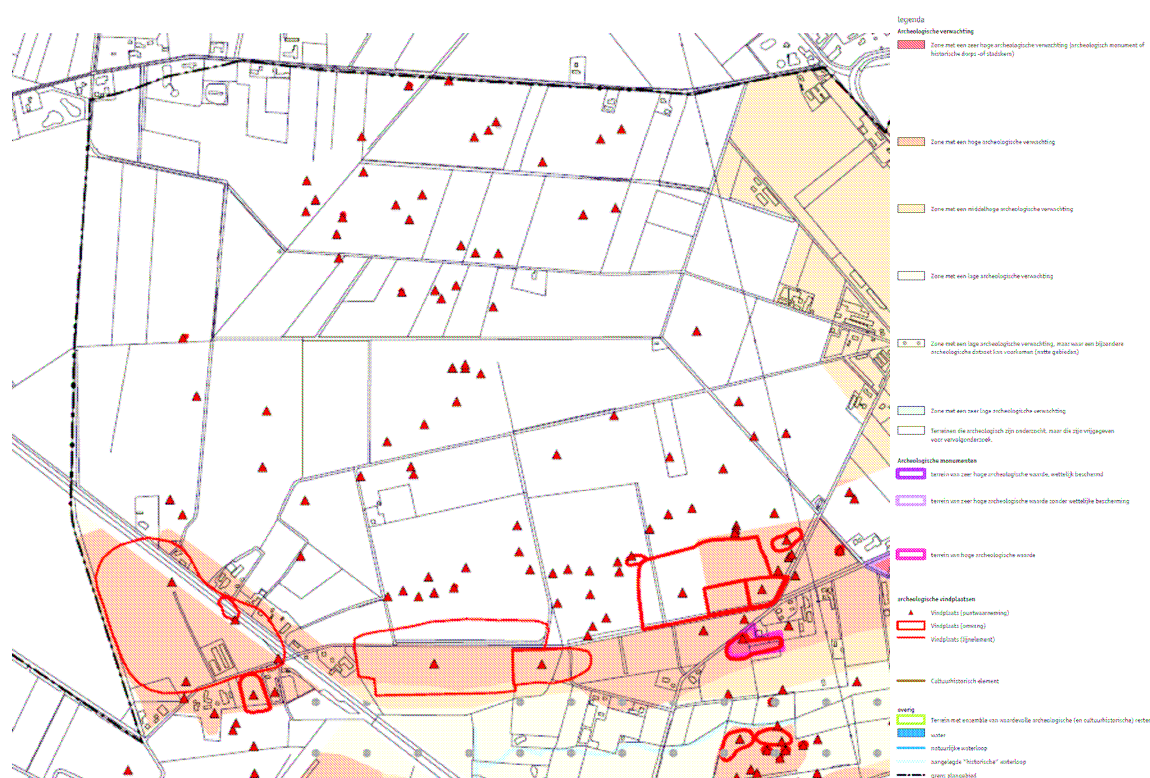 legenda
Archeologische verwachting
Zone met een zeer hoge archeologische verwachting (archeologisch monument of
historische dorps -of stadskern)
Zone met een hoge archeologische verwachting
Zone met een middelhoge archeologische verwachting
Zone met een lage archeologische verwachting
Zone met een lage archeologische verwachting, maar waar een bijzondere
archeologische dataset kan voorkomen (natte gebieden)
Zone met een zeer lage archeologische verwachting
Terreinen die archeologisch zijn onderzocht, maar die zijn vrijgegeven
voor vervolgonderzoek.
Archeologische monumenten
terrein van zeer hoge archeologische waarde, wettelijk beschermd
terrein van zeer hoge archeologische waarde zonder wettelijke bescherming
terrein van hoge archeologische waarde
archeologische vindplaatsen
Vindplaats (puntwaarneming)
Vindplaats (omvang)
Vindplaats (lijnelement)
Cultuurhistorisch element
overig
Terrein met ensemble van waardevolle archeologische (en cultuurhistorische)
water
natuurlijke waterloop
aangelegde "historische" waterloop
grens plangebied